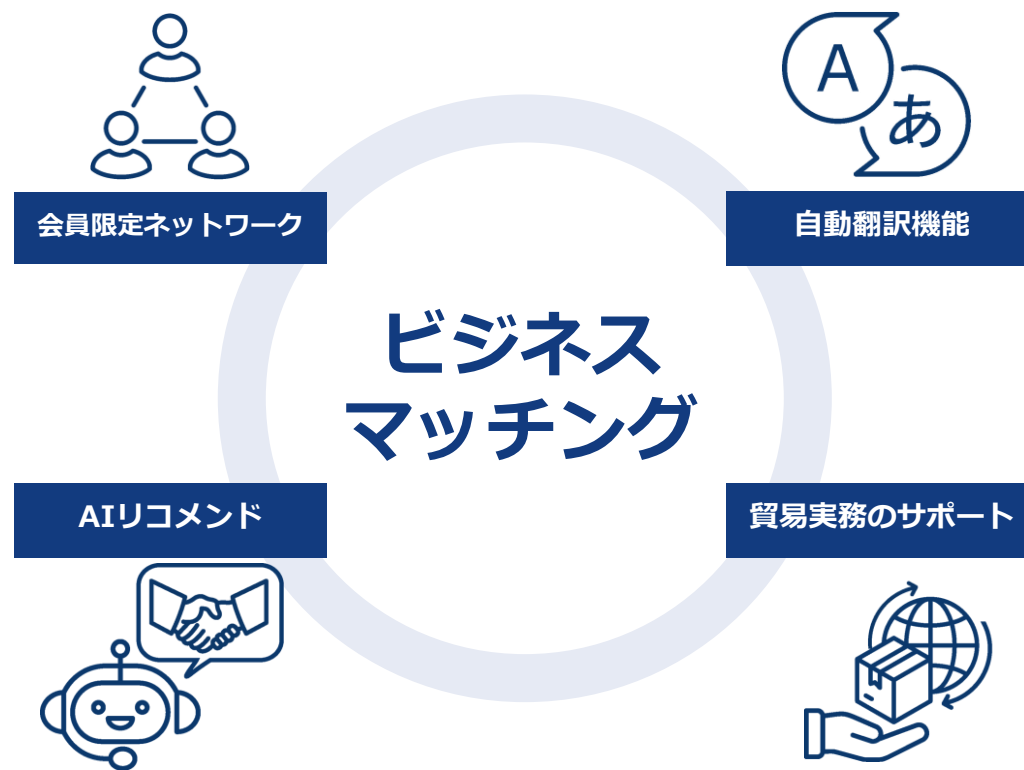 A
あ
会員限定ネットワーク
自動翻訳機能
ビジネス
マッチング
AIリコメンド
貿易実務のサポート